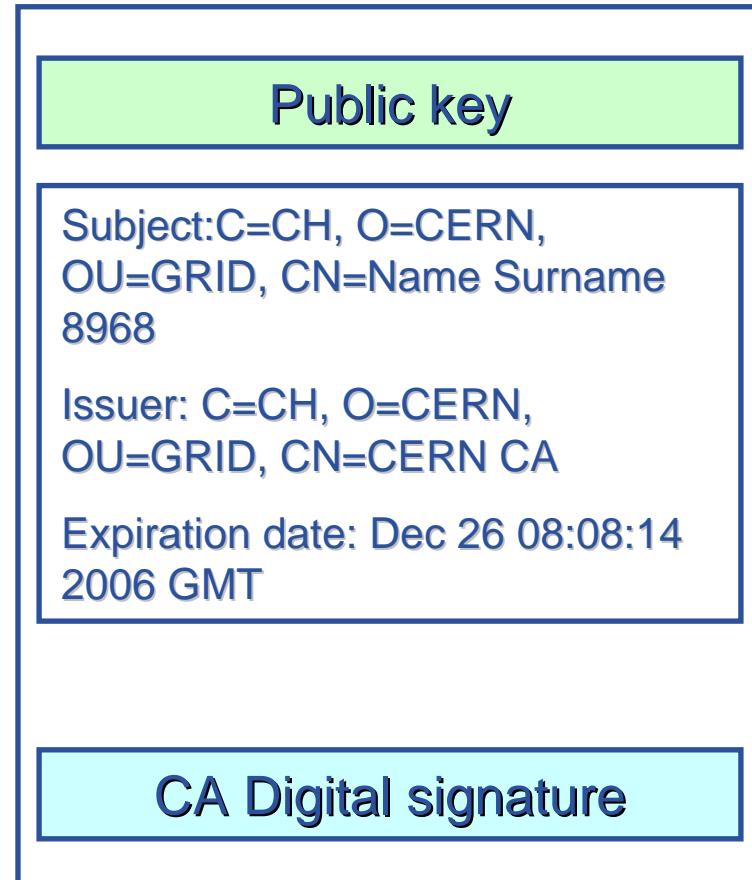 Public key
Subject:C=CH, O=CERN,
OU=GRID, CN=Name Surname
8968
Issuer: C=CH, O=CERN,
OU=GRID, CN=CERN CA
Expiration date: Dec 26 08:08:14
2006 GMT
CA Digital signature